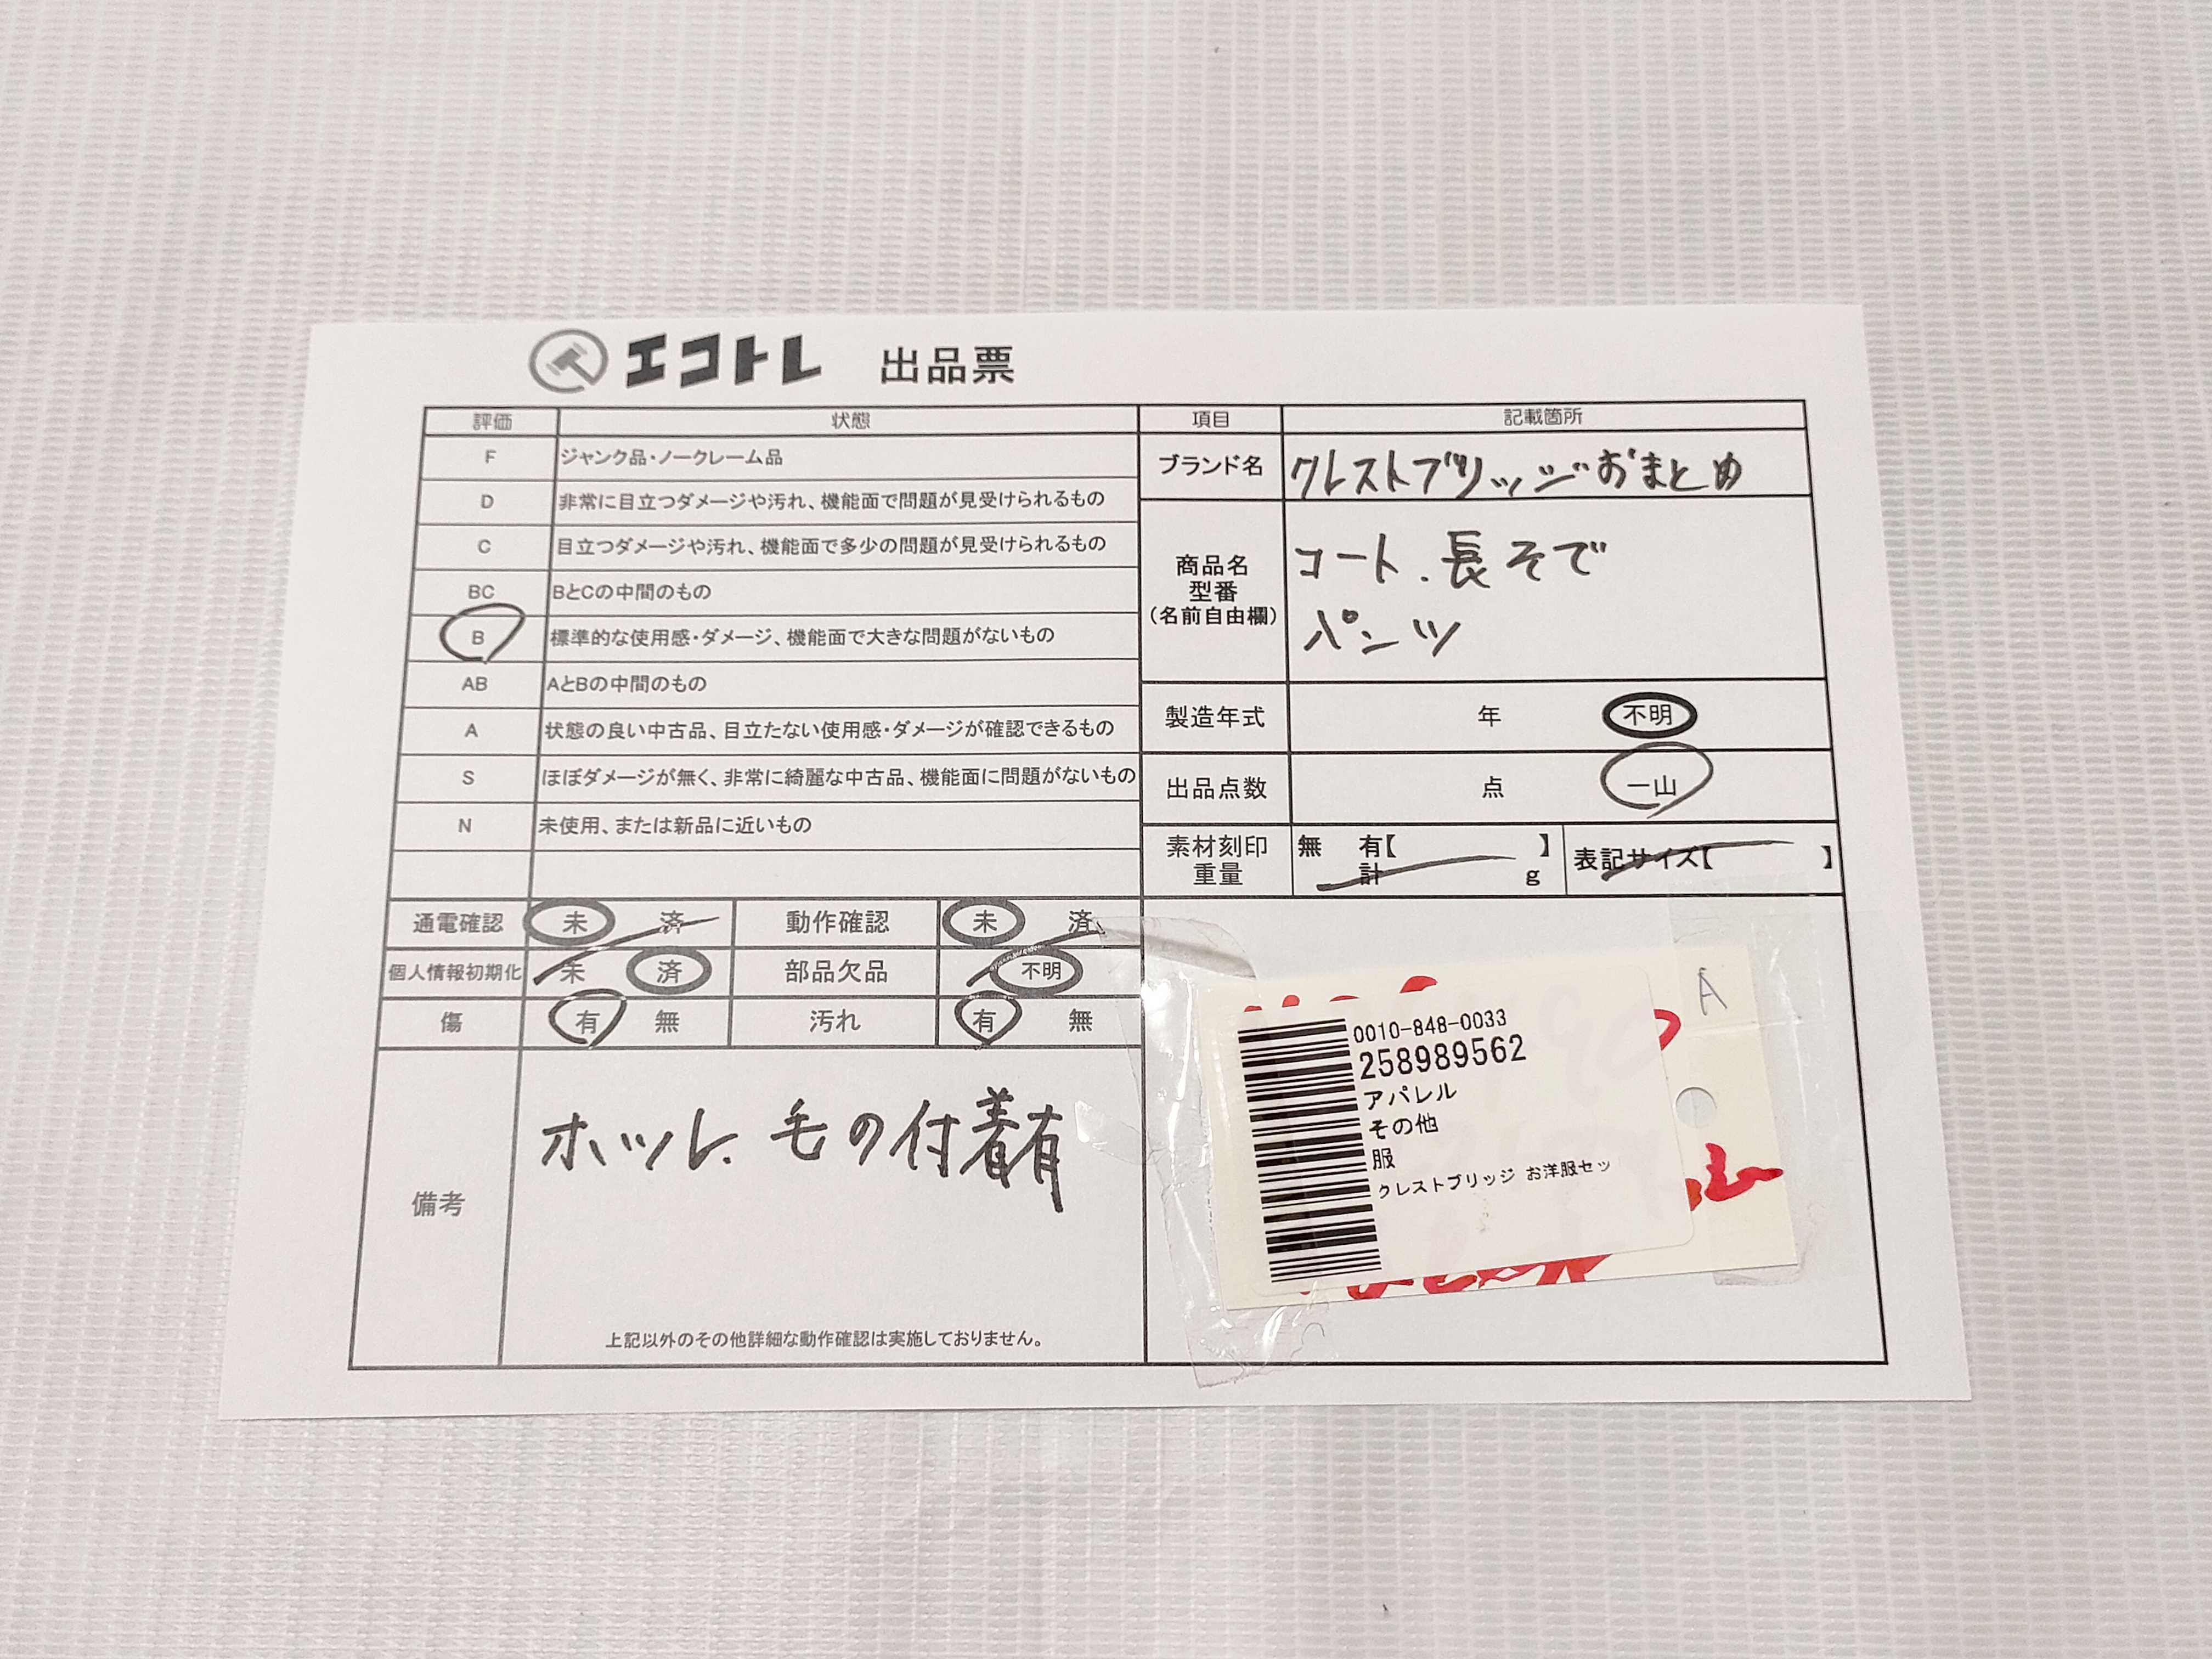 エコトレ 出品票
評価 状態
F ジャンク品・ノークレーム品
D 非常に目立つダメージや汚れ、機能面で問題が見受けられるもの
C 目立つダメージや汚れ、機能面で多少の問題が見受けられるもの
BC BとCの中間のもの
B 標準的な使用感・ダメージ、機能面で大きな問題がないもの
AB AとBの中間のもの
A 状態の良い中古品、目立たない使用感・ダメージが確認できるもの
S ほぼダメージが無く、非常に綺麗な中古品、機能面に問題がないもの
N 未使用、または新品に近いもの
項目 記載箇所
ブランド名 クレストブリッジおまとめ
商品名
型番
(名前自由欄)
コート.長そで
パンツ
製造年式 年 不明
出品点数 点 一山
素材刻印
重量
無 有【 】
計 g
表記サイズ【 】
通電確認 未 済 動作確認 未 済
個人情報初期化 未 済 部品欠品 不明
傷 有 無 汚れ 有 無
備考
ホツレ. 毛の付着有
上記以外のその他詳細な動作確認は実施しておりません。
A
0010-848-0033
258989562
アパレル
その他
服
クレストブリッジ お洋服セッ